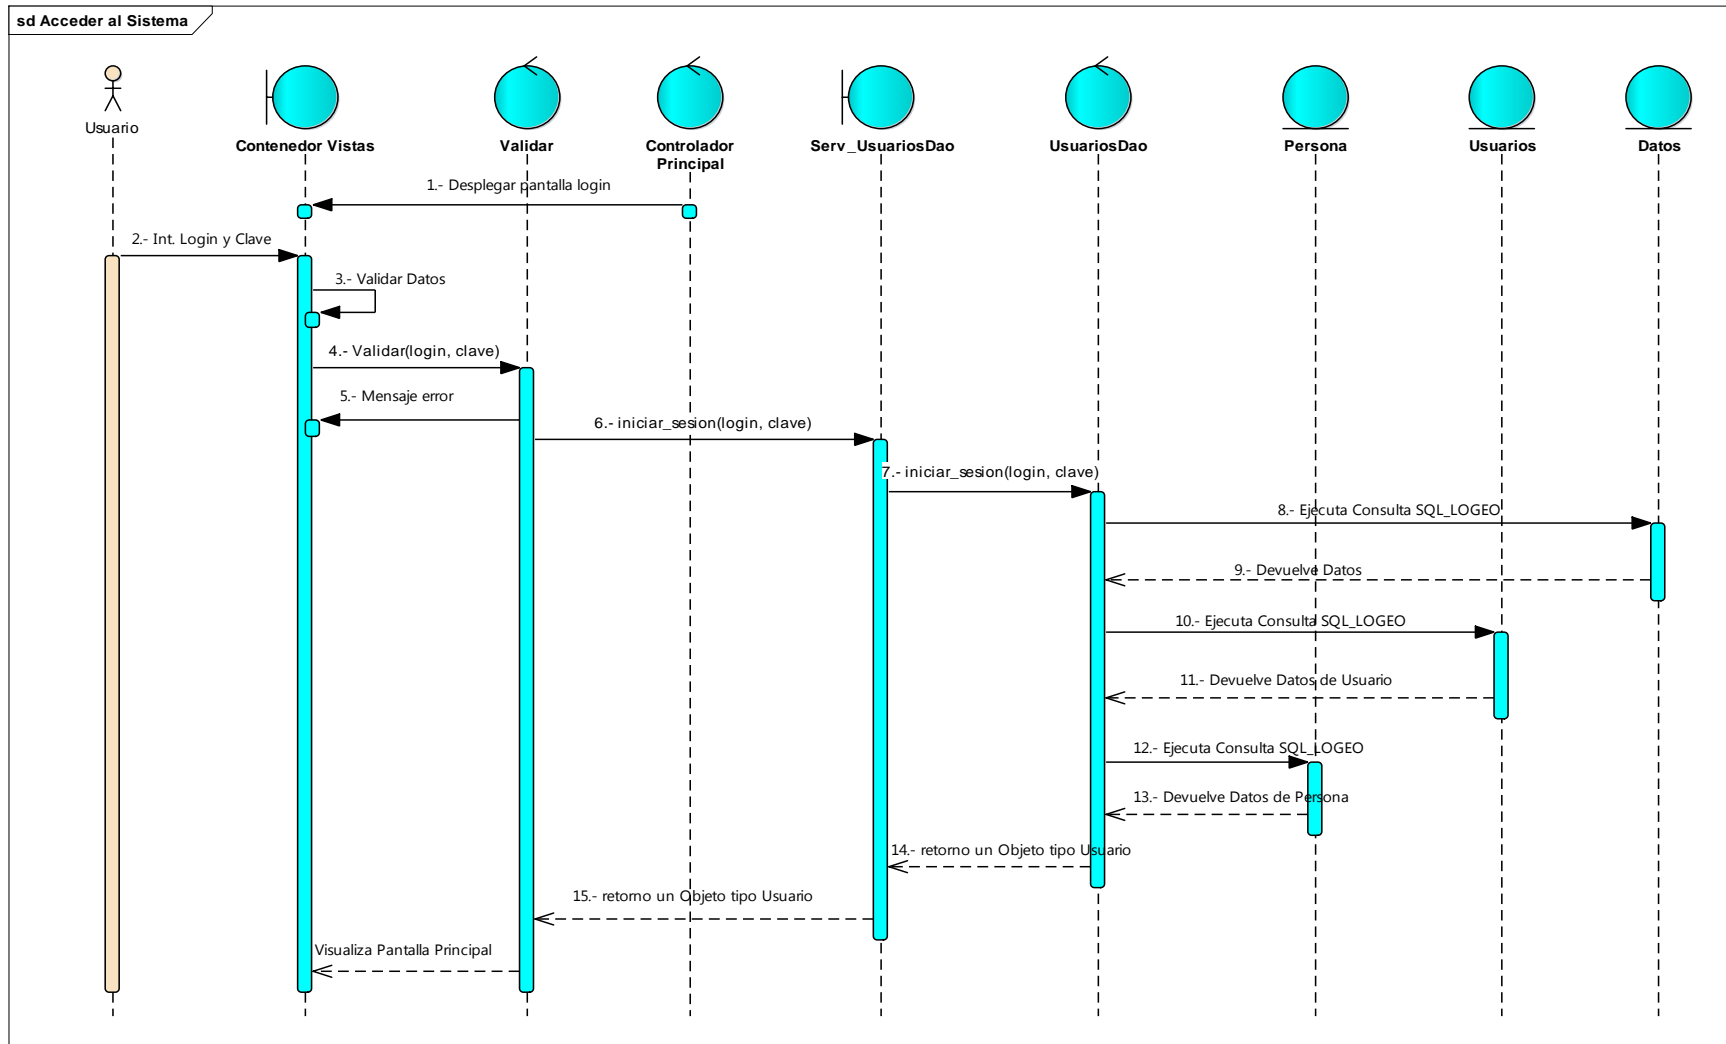 sd Acceder al Sistema
Usuario
Contenedor Vistas
Validar
Controlador
Principal
Serv_UsuariosDao
UsuariosDao
Persona
Usuarios
Datos
1.- Desplegar pantalla login
2.- Int. Login y Clave
3.- Validar Datos
4.- Validar(login, clave)
5.- Mensaje error
6.- iniciar_sesion(login, clave)
7.- iniciar_sesion(login, clave)
8.- Ejecuta Consulta SQL_LOGEO
9.- Devuelve Datos
10.- Ejecuta Consulta SQL_LOGEO
11.- Devuelve Datos de Usuario
12.- Ejecuta Consulta SQL_LOGEO
13.- Devuelve Datos de Persona
14.- retorno un Objeto tipo Usuario
15.- retorno un Objeto tipo Usuario
Visualiza Pantalla Principal